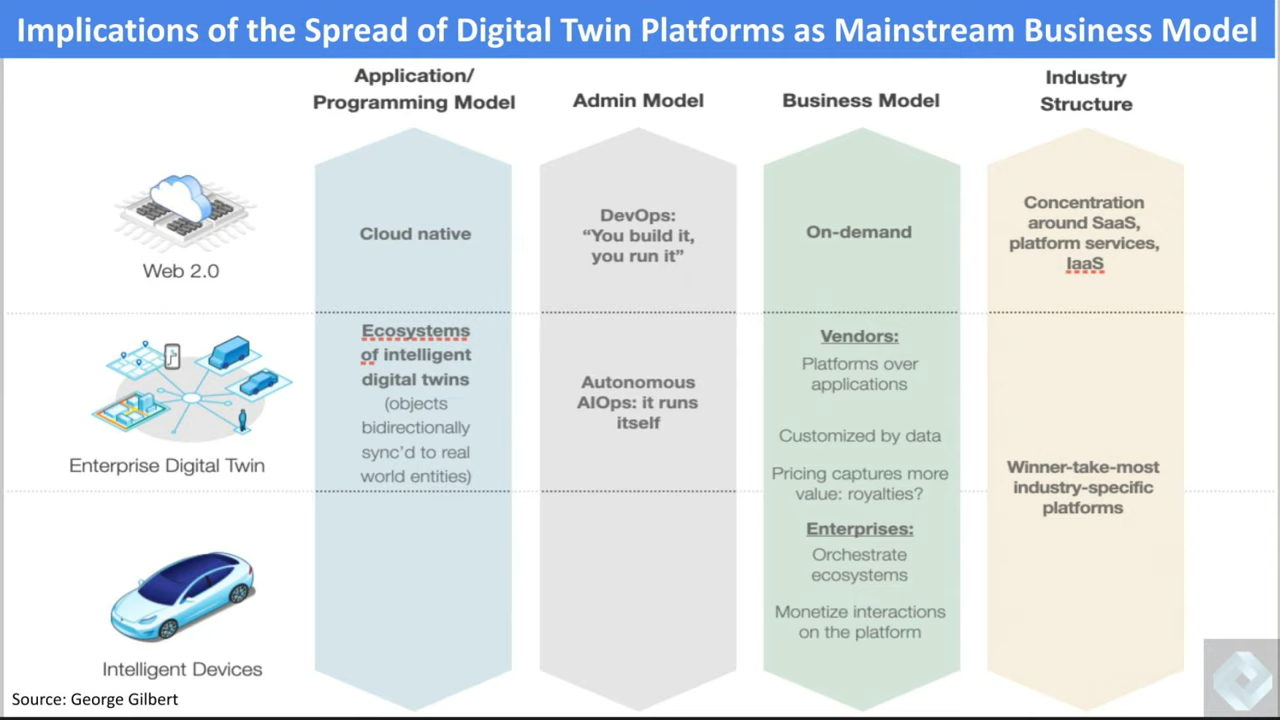 Implications of the Spread of Digital Twin Platforms as Mainstream Business Model
Application/
Programming Model
Admin Model
Business Model
Industry
Structure
Web 2.0
Cloud native
DevOps:
“You build it,
you run it”
On-demand
Concentration
around SaaS,
platform services,
IaaS
Enterprise Digital Twin
Ecosystems
of intelligent
digital twins
(objects
bidirectionally
sync’d to real
world entities)
Autonomous
AIOps: it runs
itself
Vendors:
Platforms over
applications
Customized by data
Pricing captures more
value: royalties?
Enterprises:
Orchestrate
ecosystems
Monetize interactions
on the platform
Winner-take-most
industry-specific
platforms
Intelligent Devices
Source: George Gilbert